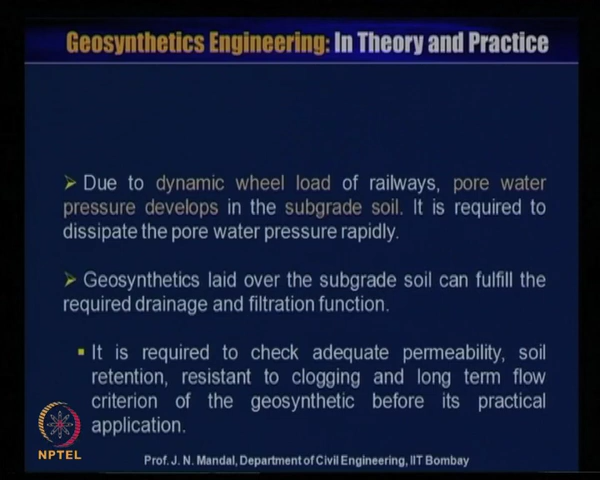 Geosynthetics Engineering: In Theory and Practice
➢ Due to dynamic wheel load of railways, pore water
pressure develops in the subgrade soil. It is required to
dissipate the pore water pressure rapidly.
➢ Geosynthetics laid over the subgrade soil can fulfill the
required drainage and filtration function.
▪ It is required to check adequate permeability, soil
retention, resistant to clogging and long term flow
criterion of the geosynthetic before its practical
application.
NPTEL
Prof. J. N. Mandal, Department of Civil Engineering, IIT Bombay